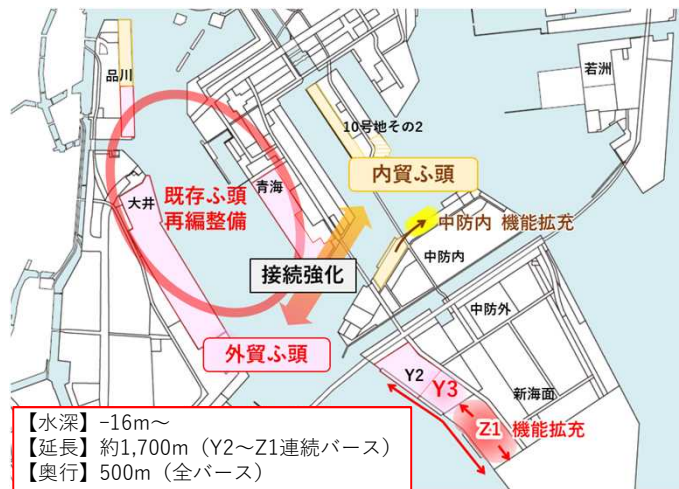 品川
若洲
10号地その2
既存ふ頭
再編整備
青海
大井
内貿ふ頭
中防内 機能拡充
中防内
接続強化
中防外
外貿ふ頭
Y2
Y3
新海面
Z1 機能拡充
【水深】−16m～
【延長】約1,700m（Y2～Z1連続バース）
【奥行】500m（全バース）